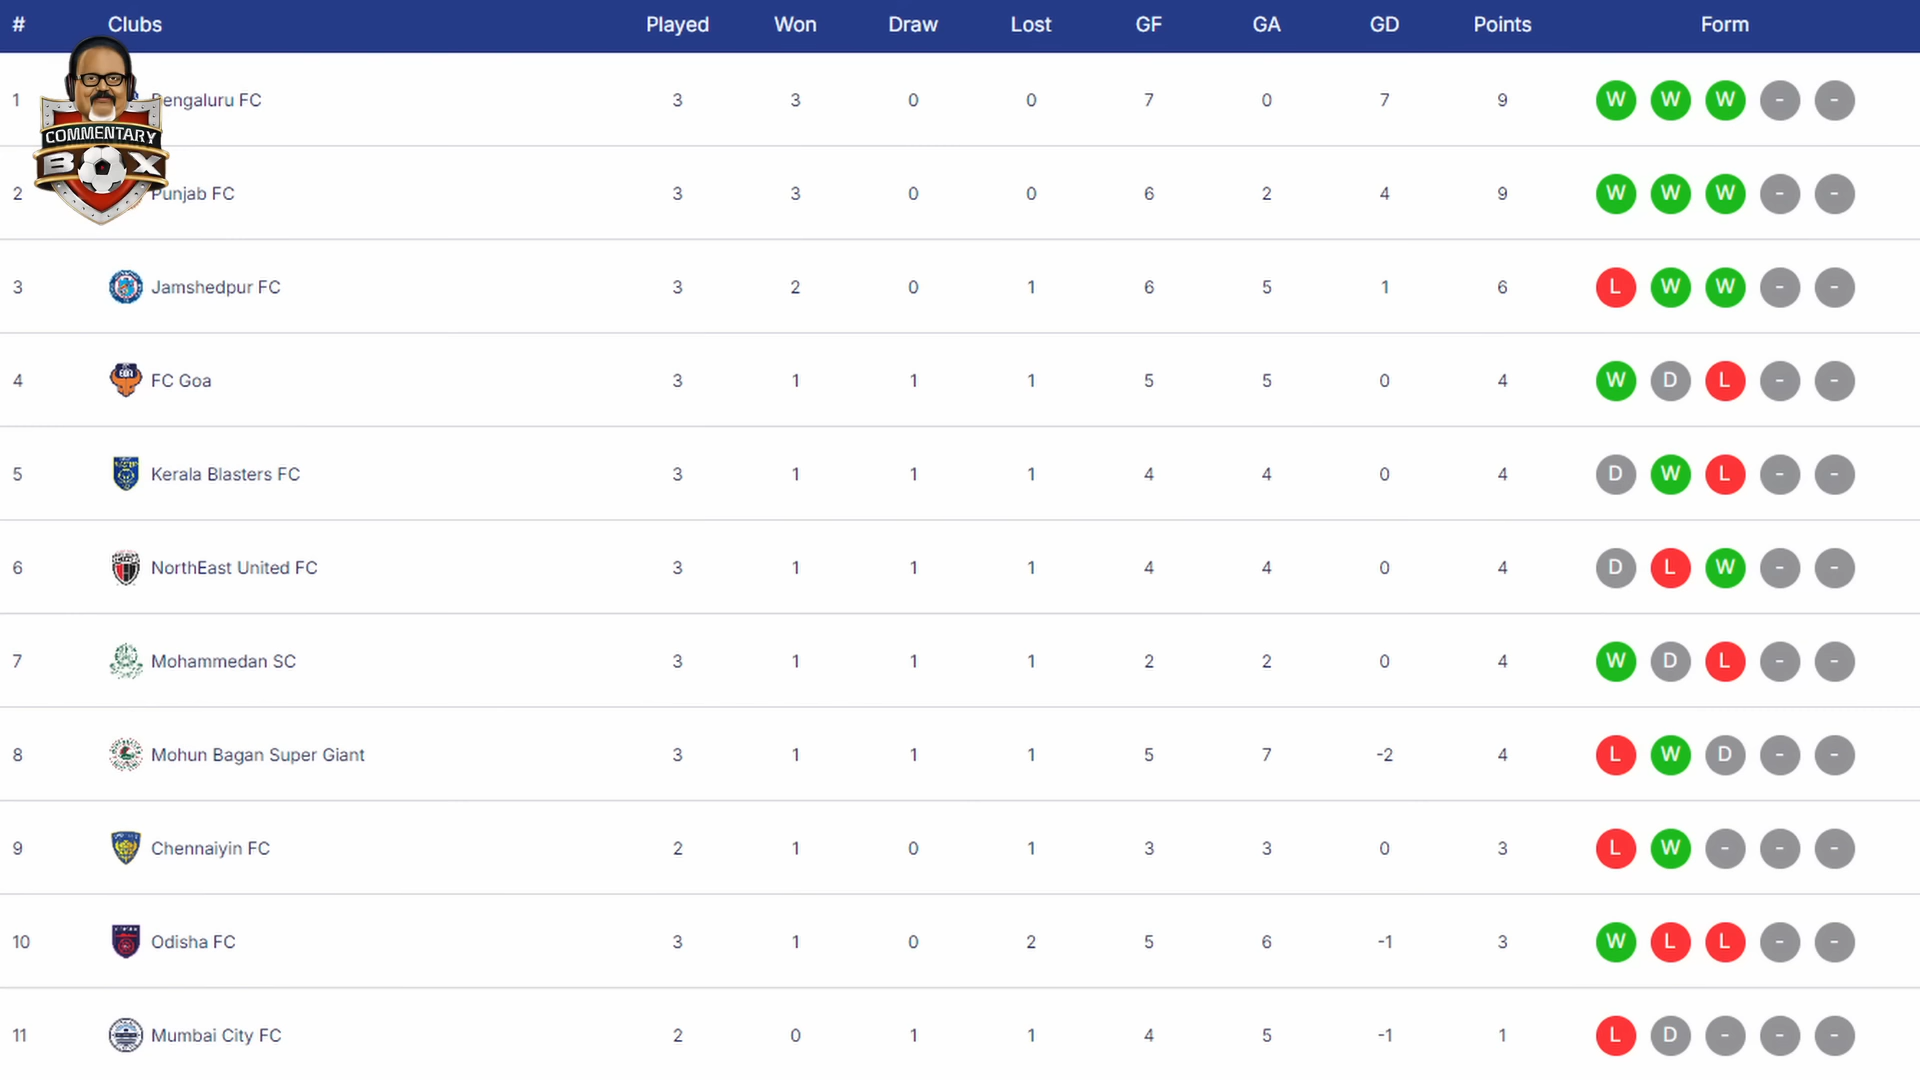 # Clubs Played Won Draw Lost GF GA GD Points Form
1 Bengaluru FC 3 3 0 0 7 0 7 9 W W W - -
COMMENTARY
BOX
2 Punjab FC 3 3 0 0 6 2 4 9 W W W - -
3 Jamshedpur FC 3 2 0 1 6 5 1 6 L W W - -
4 FC Goa 3 1 1 1 5 5 0 4 W D L - -
5 Kerala Blasters FC 3 1 1 1 4 4 0 4 D W L - -
6 NorthEast United FC 3 1 1 1 4 4 0 4 D L W - -
7 Mohammedan SC 3 1 1 1 2 2 0 4 W D L - -
8 Mohun Bagan Super Giant 3 1 1 1 5 7 -2 4 L W D - -
9 Chennaiyin FC 2 1 0 1 3 3 0 3 L W - - -
10 Odisha FC 3 1 0 2 5 6 -1 3 W L L - -
11 Mumbai City FC 2 0 1 1 4 5 -1 1 L D - - -